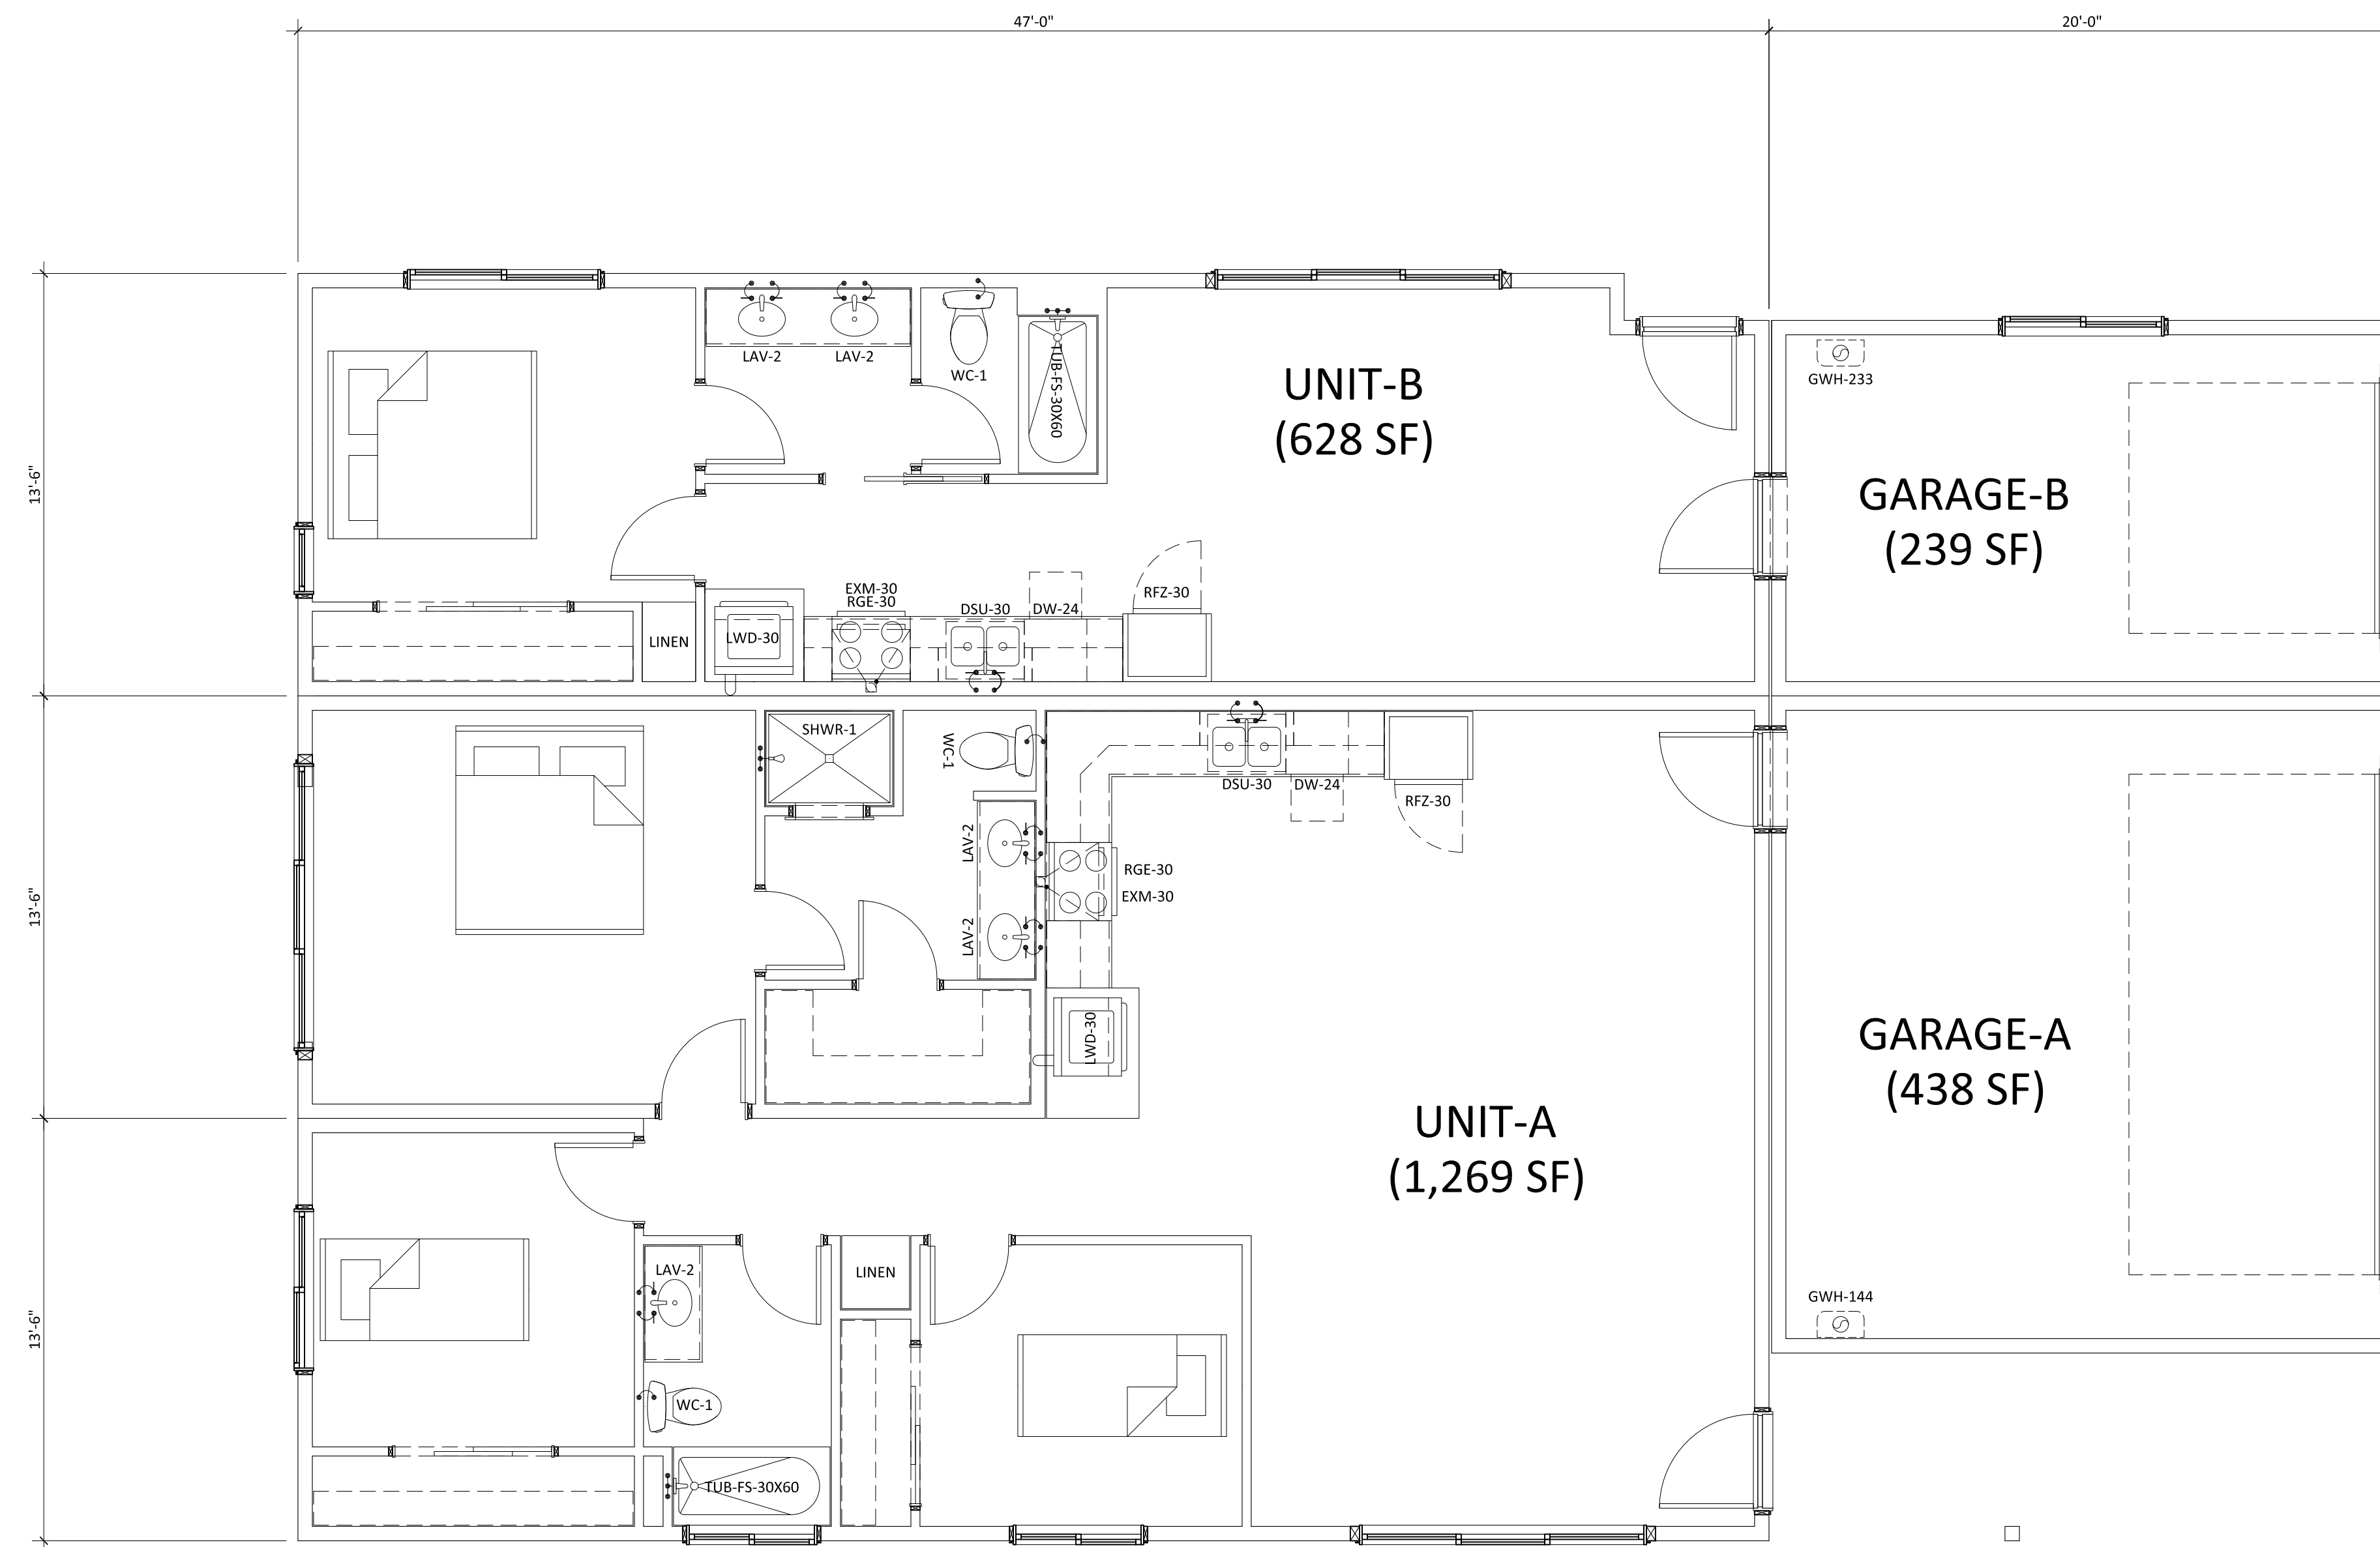 47'-0"
20'-0"
13'-6"
13'-6"
13'-6"
LAV-2
LAV-2
WC-1
TUB-FS-30X60
UNIT-B
(628 SF)
GWH-233
GARAGE-B
(239 SF)
LINEN
LWD-30
EXM-30
RGE-30
DSU-30
DW-24
RFZ-30
SHWR-1
WC-1
LAV-2
LAV-2
DSU-30
DW-24
RFZ-30
RGE-30
EXM-30
LWD-30
UNIT-A
(1,269 SF)
GARAGE-A
(438 SF)
GWH-144
LAV-2
LINEN
WC-1
TUB-FS-30X60